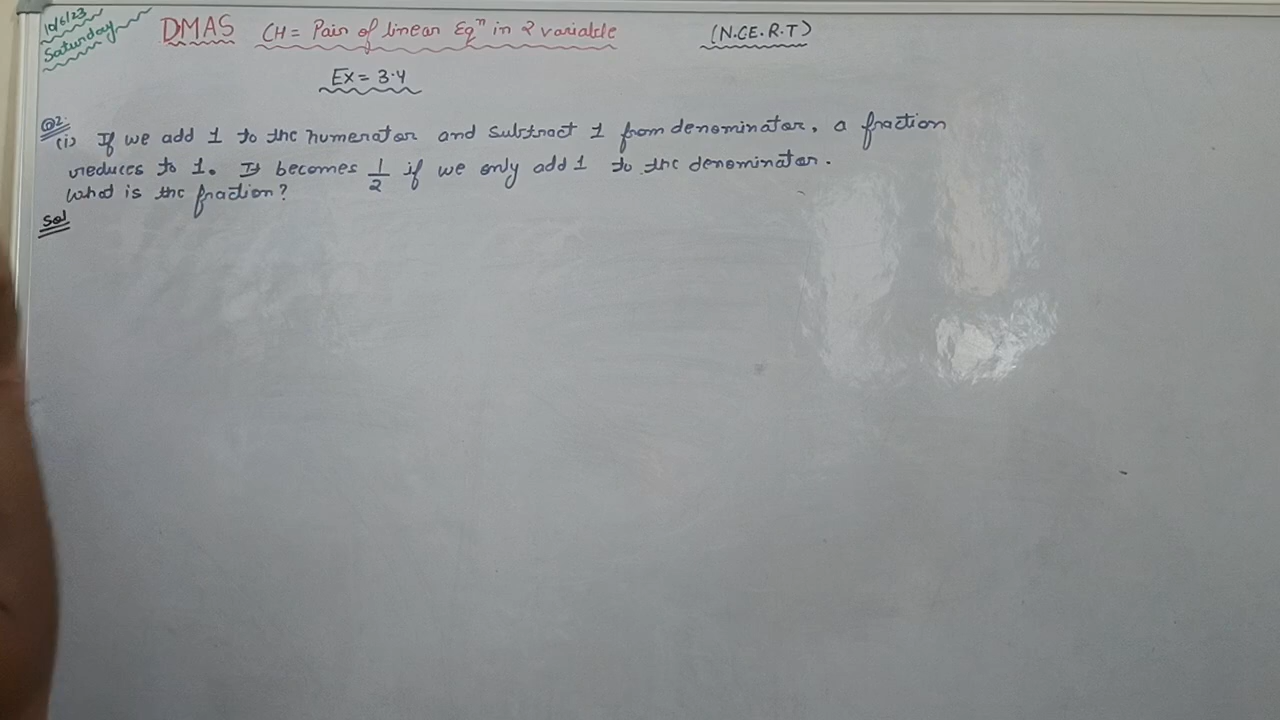 10/6/23
Saturday
DMAS CH = Pair of linear Eqⁿ in 2 variable (N.CE.R.T)
Ex = 3.4
Q2.
(i) If we add 1 to the numerator and subtract 1 from denominator, a fraction
reduces to 1. It becomes 1/2 if we only add 1 to the denominator.
What is the fraction?
Sol